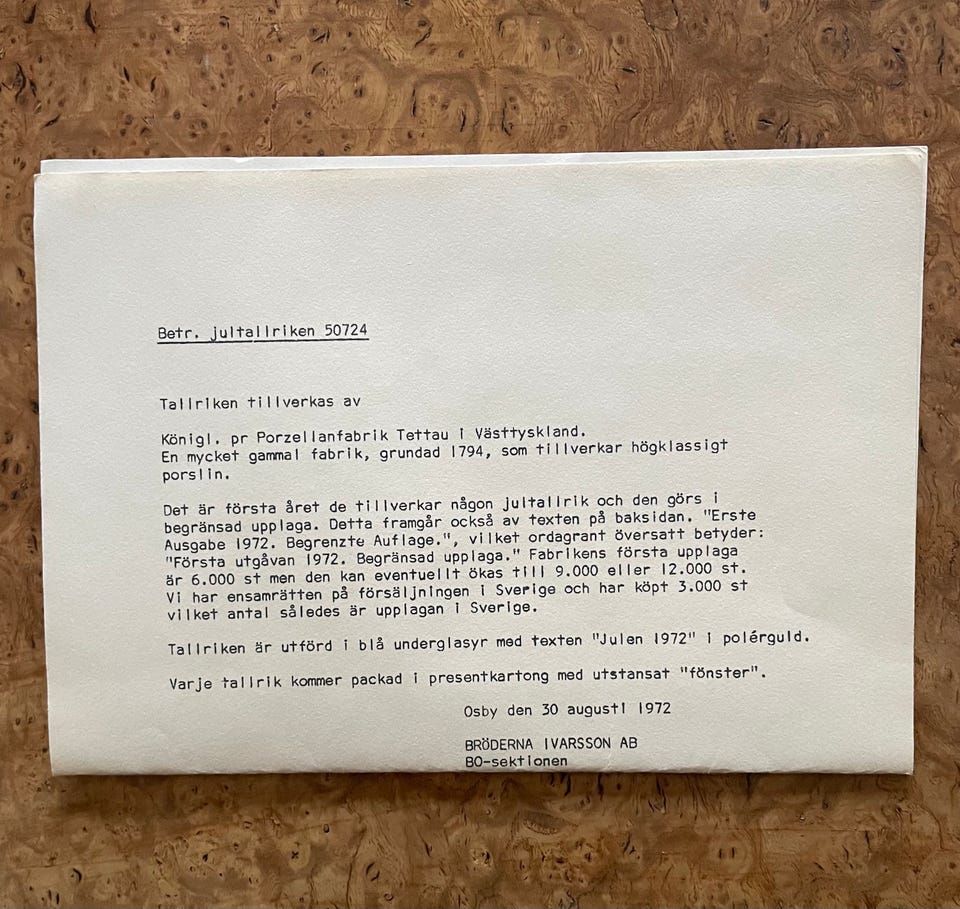 Betr. jultallriken 50724
Tallriken tillverkas av
Königl. pr Porzellanfabrik Tettau i Västtyskland.
En mycket gammal fabrik, grundad 1794, som tillverkar högklassigt
porslin.
Det är första året de tillverkar någon jultallrik och den görs i
begränsad upplaga. Detta framgår också av texten på baksidan. "Erste
Ausgabe 1972. Begrenzte Auflage.", vilket ordagrant översatt betyder:
"Första utgåvan 1972. Begränsad upplaga." Fabrikens första upplaga
är 6.000 st men den kan eventuellt ökas till 9.000 eller 12.000 st.
Vi har ensamrätten på försäljningen i Sverige och har köpt 3.000 st
vilket antal således är upplagan i Sverige.
Tallriken är utförd i blå underglasyr med texten "Julen 1972" i polérguld.
Varje tallrik kommer packad i presentkartong med utstansat "fönster".
Osby den 30 augusti 1972
BRÖDERNA IVARSSON AB
BO-sektionen